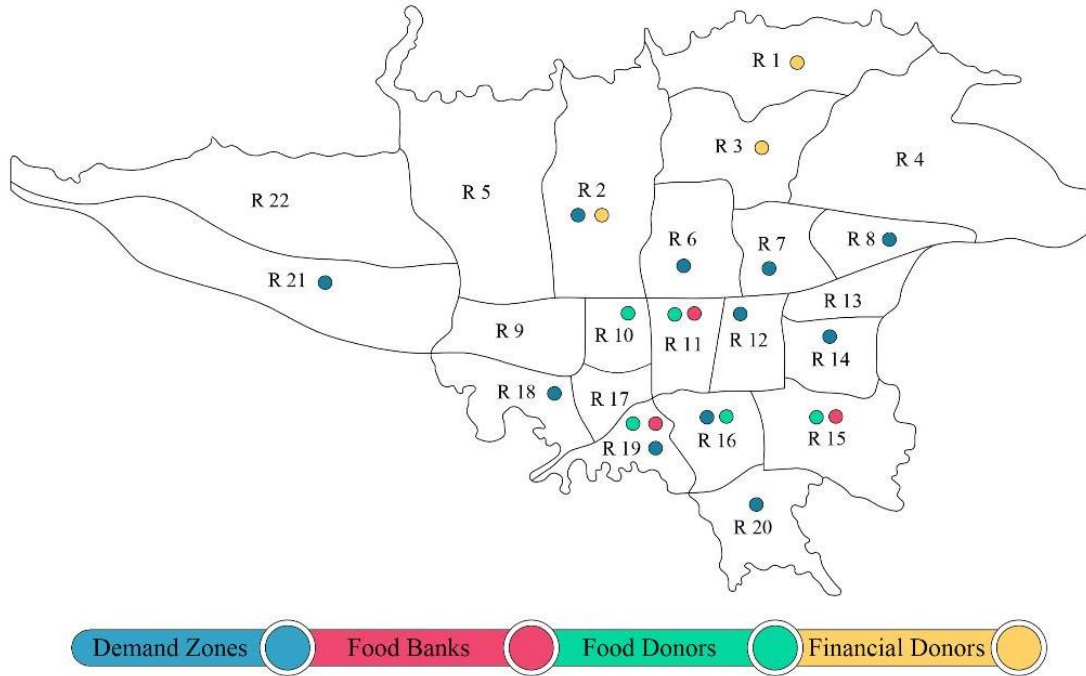 R 1
R 3
R 4
R 2
R 5
R 22
R 6
R 7
R 8
R 21
R 13
R 9
R 10
R 11
R 12
R 14
R 18
R 17
R 19
R 16
R 15
R 20
Demand Zones
Food Banks
Food Donors
Financial Donors